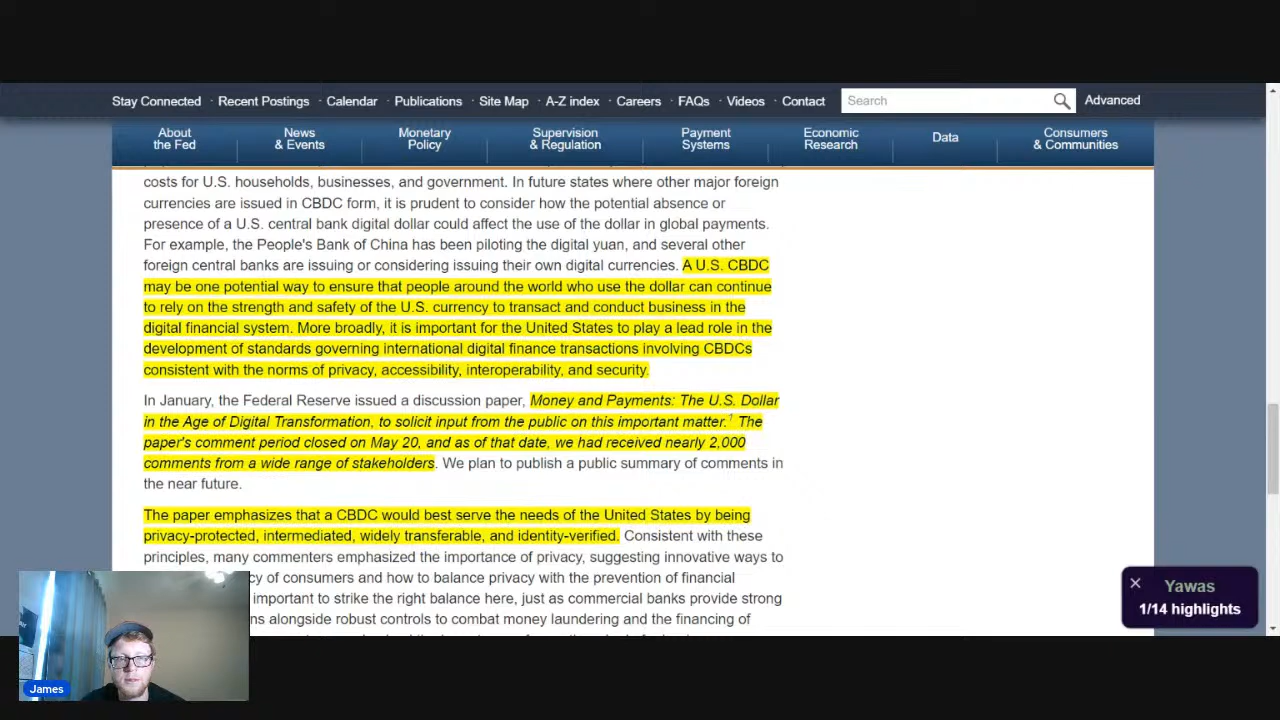 Stay Connected · Recent Postings · Calendar · Publications · Site Map · A-Z index · Careers · FAQs · Videos · Contact Search Advanced
About the Fed
News & Events
Monetary Policy
Supervision & Regulation
Payment Systems
Economic Research
Data
Consumers & Communities
costs for U.S. households, businesses, and government. In future states where other major foreign
currencies are issued in CBDC form, it is prudent to consider how the potential absence or
presence of a U.S. central bank digital dollar could affect the use of the dollar in global payments.
For example, the People's Bank of China has been piloting the digital yuan, and several other
foreign central banks are issuing or considering issuing their own digital currencies. A U.S. CBDC
may be one potential way to ensure that people around the world who use the dollar can continue
to rely on the strength and safety of the U.S. currency to transact and conduct business in the
digital financial system. More broadly, it is important for the United States to play a lead role in the
development of standards governing international digital finance transactions involving CBDCs
consistent with the norms of privacy, accessibility, interoperability, and security.
In January, the Federal Reserve issued a discussion paper, Money and Payments: The U.S. Dollar
in the Age of Digital Transformation, to solicit input from the public on this important matter.1 The
paper's comment period closed on May 20, and as of that date, we had received nearly 2,000
comments from a wide range of stakeholders. We plan to publish a public summary of comments in
the near future.
The paper emphasizes that a CBDC would best serve the needs of the United States by being
privacy-protected, intermediated, widely transferable, and identity-verified. Consistent with these
principles, many commenters emphasized the importance of privacy, suggesting innovative ways to
cy of consumers and how to balance privacy with the prevention of financial
important to strike the right balance here, just as commercial banks provide strong
ns alongside robust controls to combat money laundering and the financing of
Yawas
1/14 highlights
James